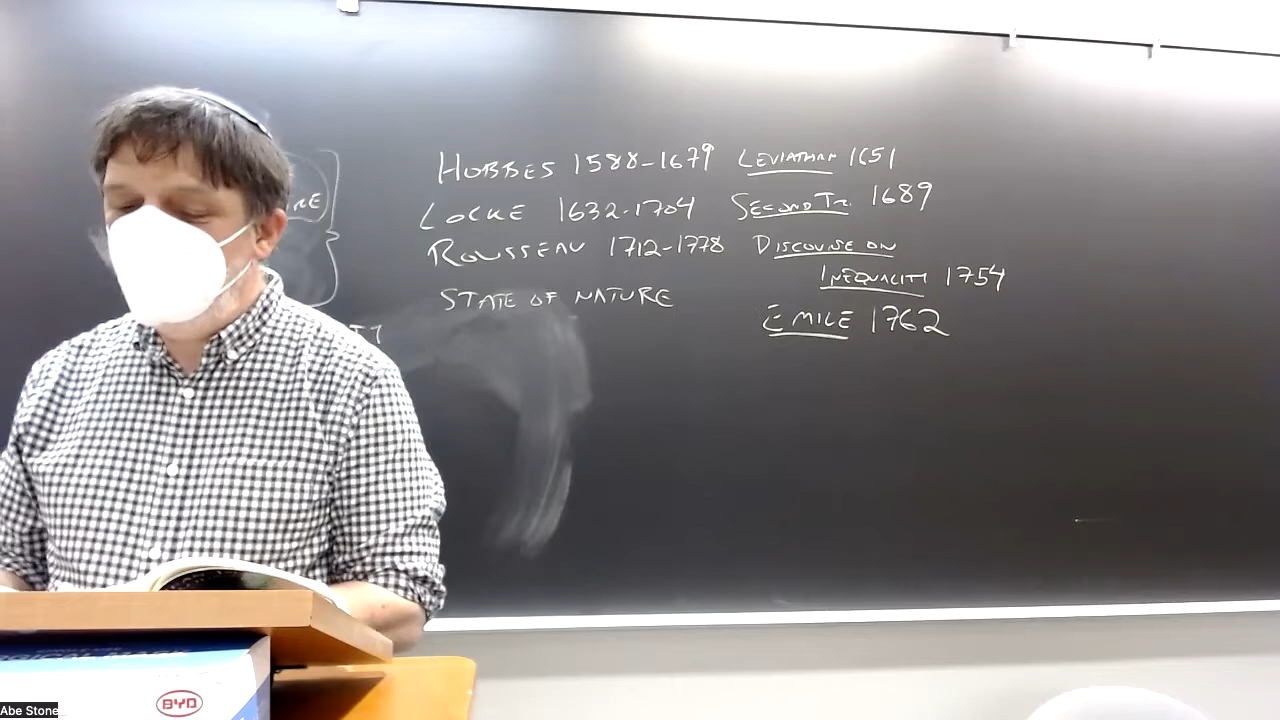 HOBBES 1588-1679 LEVIATHAN 1651
LOCKE 1632-1704 SECOND TR. 1689
ROUSSEAU 1712-1778 DISCOURSE ON
INEQUALITY 1754
STATE OF NATURE
EMILE 1762
BYD
Abe Stone